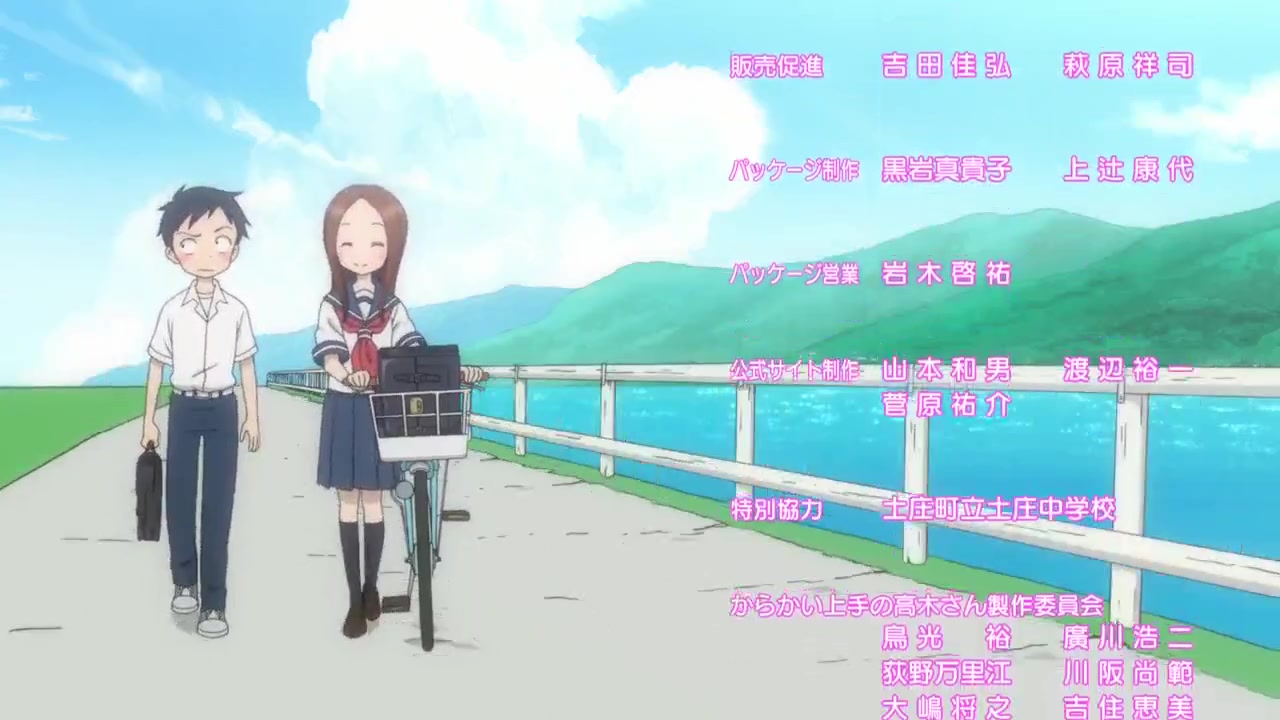 販売促進 吉田佳弘 萩原祥司
パッケージ制作 黒岩真貴子 上辻康代
パッケージ営業 岩木啓祐
公式サイト制作 山本和男 渡辺裕一
菅原祐介
特別協力 土庄町立土庄中学校
からかい上手の高木さん製作委員会
鳥光 裕 廣川浩二
荻野万里江 川阪尚範
大嶋将之 吉住恵美